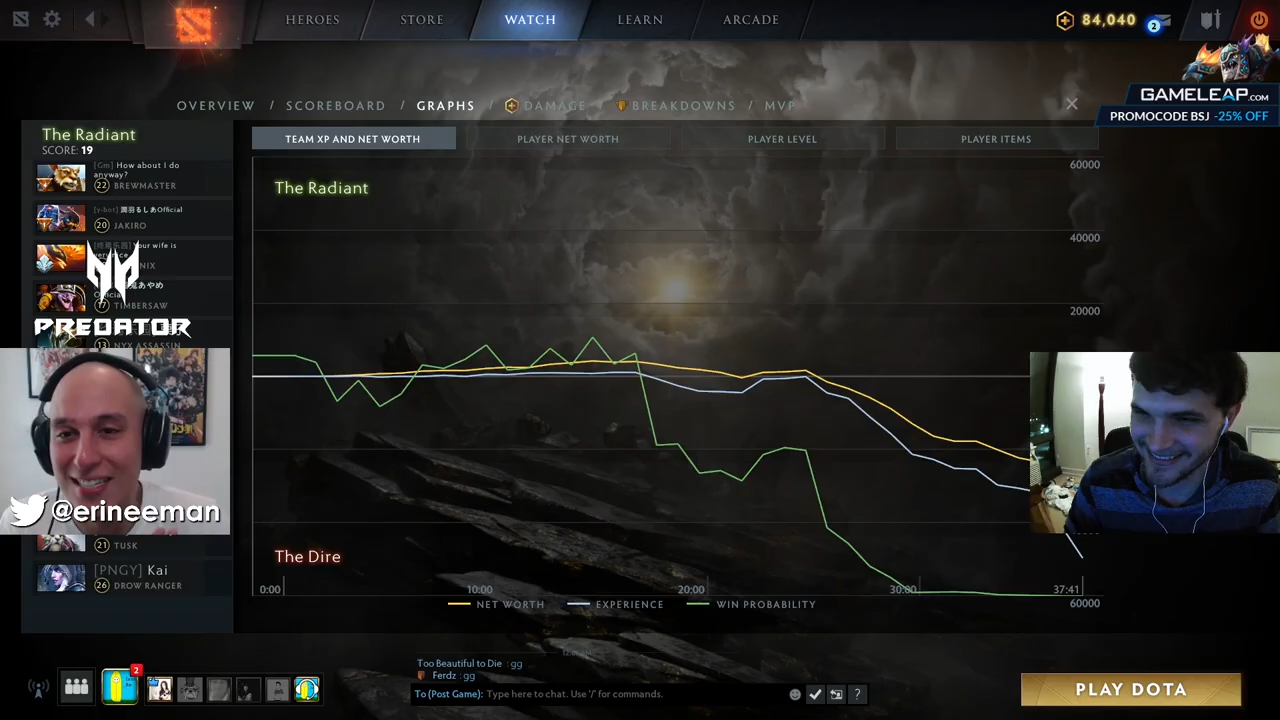 HEROES
STORE
WATCH
LEARN
ARCADE
84,040
2
GAMELEAP.COM
PROMOCODE BSJ -25% OFF
OVERVIEW / SCOREBOARD / GRAPHS / DAMAGE / BREAKDOWNS / MVP
The Radiant
SCORE: 19
TEAM XP AND NET WORTH
PLAYER NET WORTH
PLAYER LEVEL
PLAYER ITEMS
[Gm] How about I do
anyway?
22 BREWMASTER
20 JAKIRO
your wife is
NIX
17 TIMBERSAW
PREDATOR
13 NYX ASSASSIN
@erineeman
21 TUSK
[PNGY] Kai
26 DROW RANGER
The Radiant
60000
40000
20000
The Dire
0:00
10:00
20:00
30:00
37:41
60000
NET WORTH
EXPERIENCE
WIN PROBABILITY
Too Beautiful to Die : gg
Ferdz : gg
To (Post Game): Type here to chat. Use '/' for commands.
?
2
PLAY DOTA